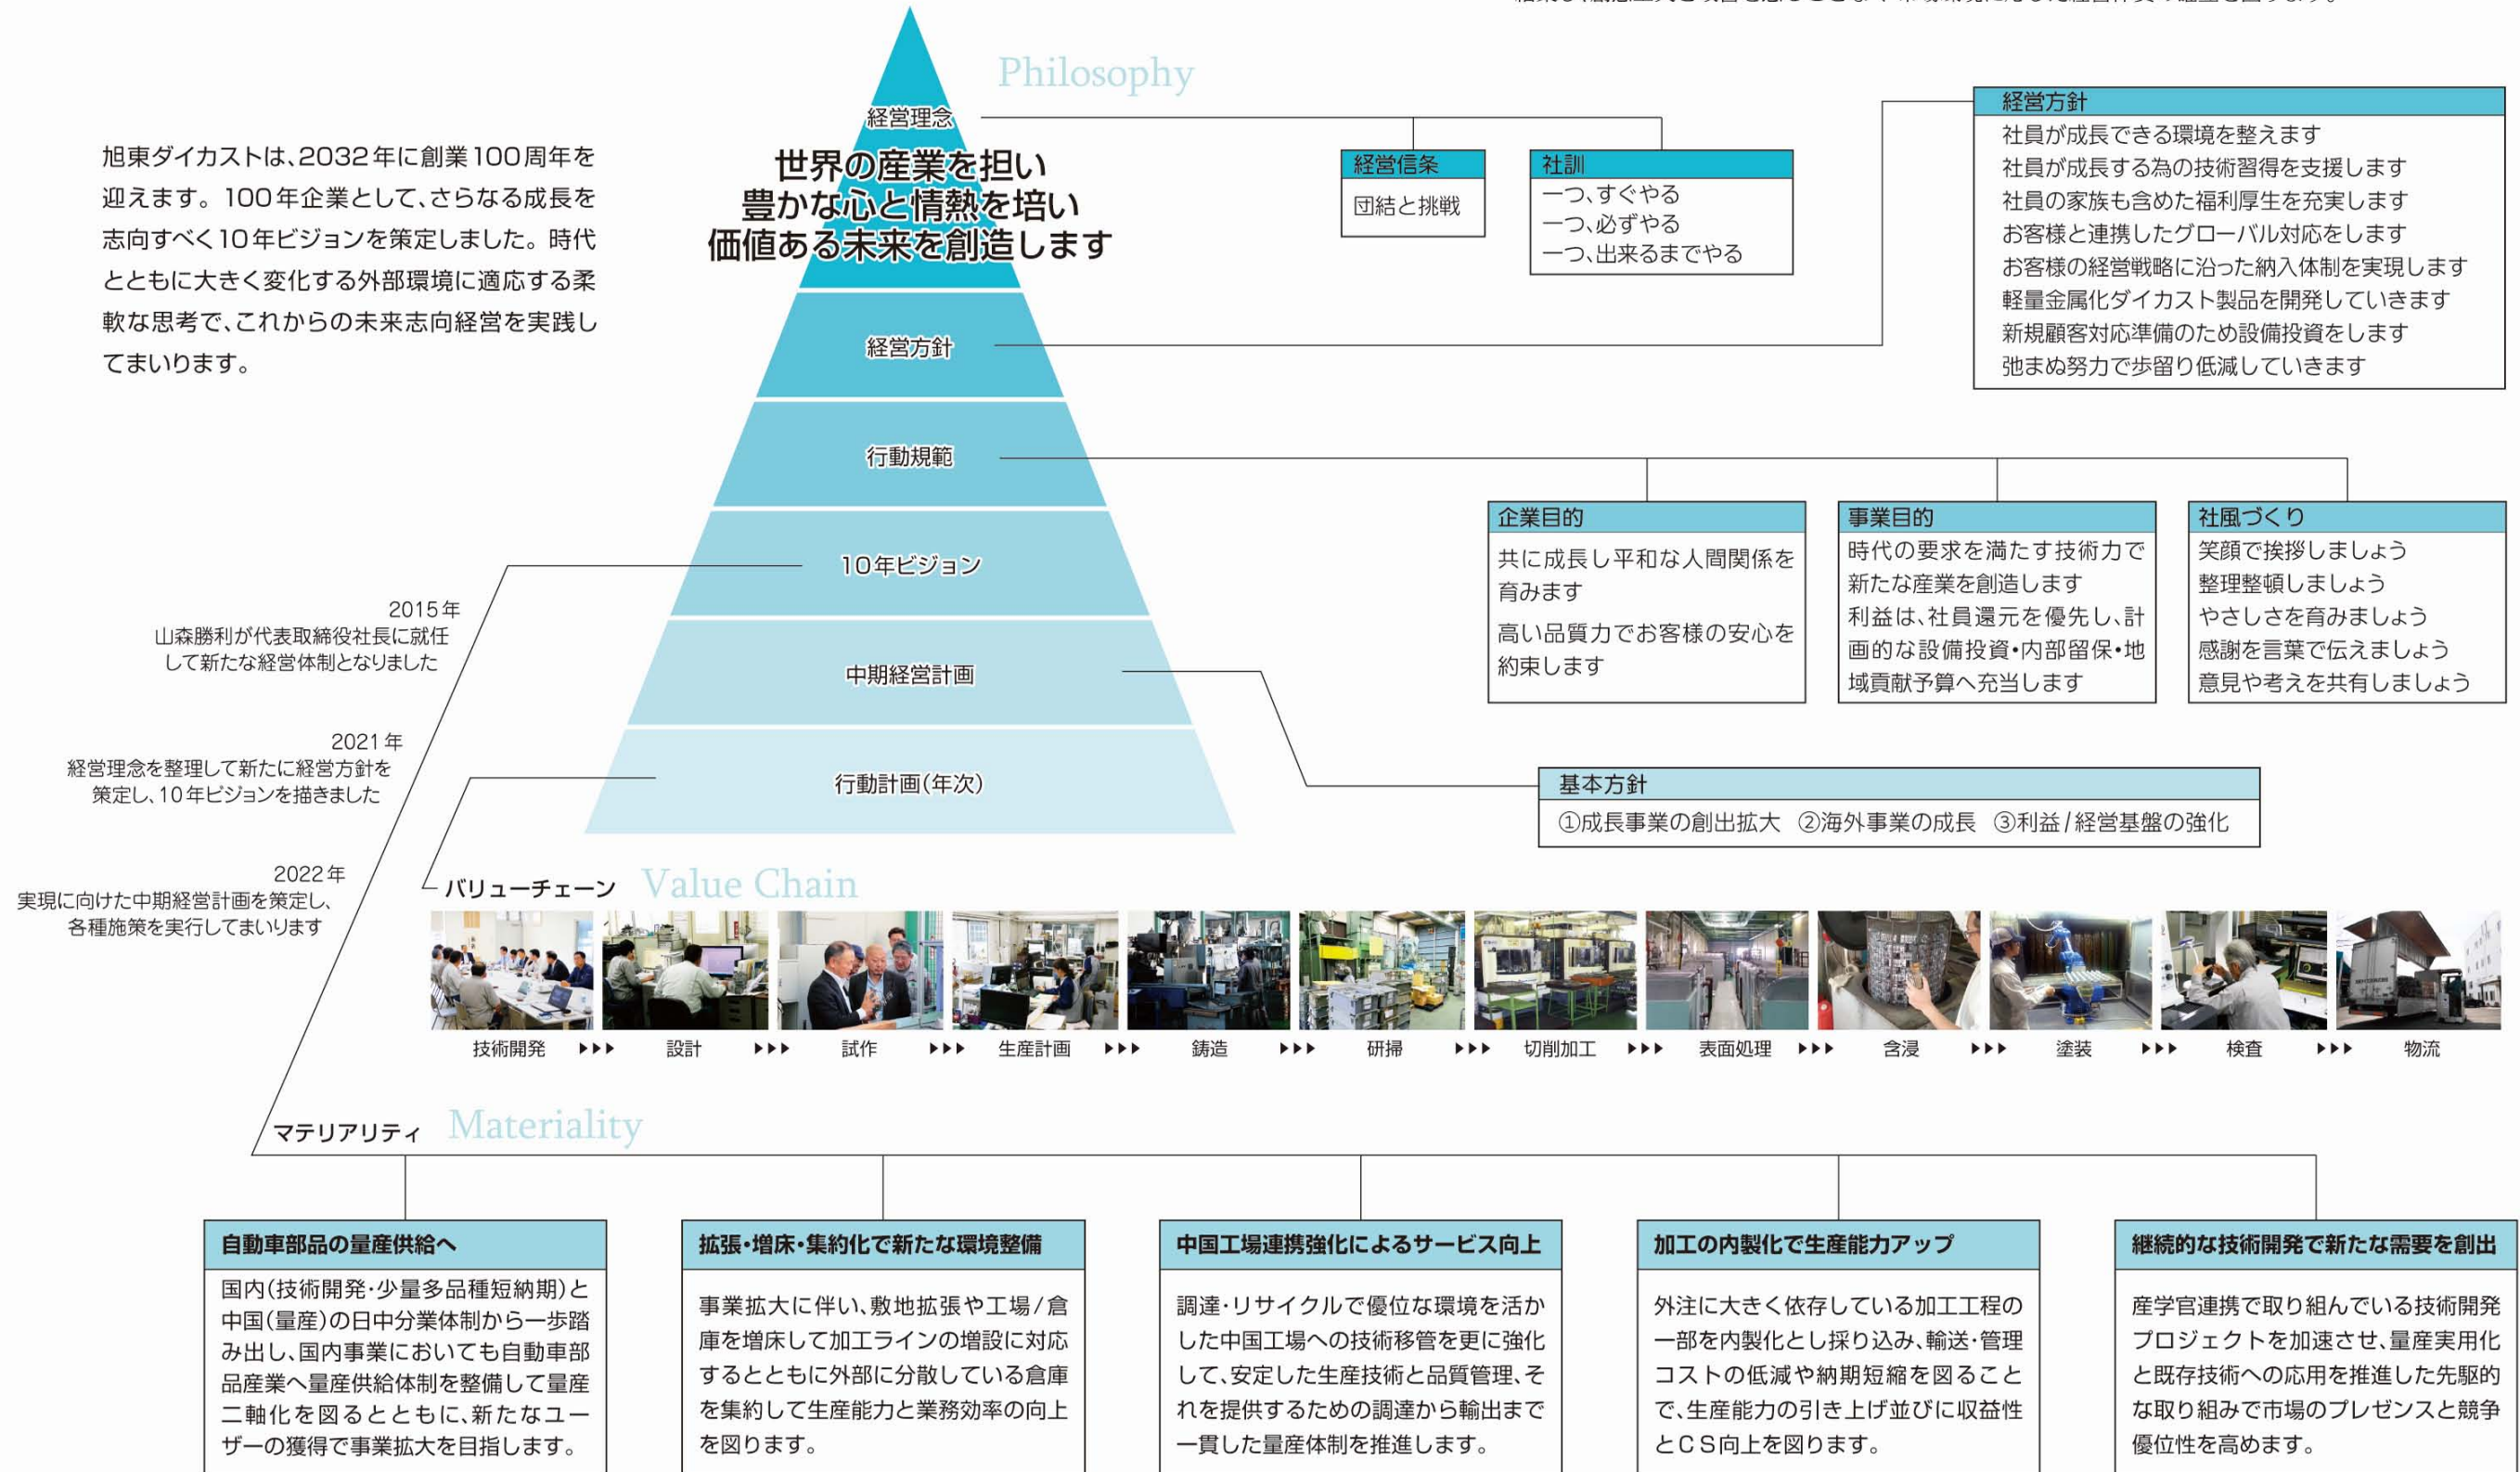 Philosophy
旭東ダイカストは、2032年に創業100周年を
迎えます。100年企業として、さらなる成長を
志向すべく10年ビジョンを策定しました。時代
とともに大きく変化する外部環境に適応する柔
軟な思考で、これからの未来志向経営を実践し
てまいります。
経営理念
世界の産業を担い
豊かな心と情熱を培い
価値ある未来を創造します
経営信条
団結と挑戦
社訓
一つ、すぐやる
一つ、必ずやる
一つ、出来るまでやる
経営方針
経営方針
社員が成長できる環境を整えます
社員が成長する為の技術習得を支援します
社員の家族も含めた福利厚生を充実します
お客様と連携したグローバル対応をします
お客様の経営戦略に沿った納入体制を実現します
軽量金属化ダイカスト製品を開発していきます
新規顧客対応準備のため設備投資をします
弛まぬ努力で歩留り低減していきます
行動規範
企業目的
共に成長し平和な人間関係を
育みます
高い品質力でお客様の安心を
約束します
事業目的
時代の要求を満たす技術力で
新たな産業を創造します
利益は、社員還元を優先し、計
画的な設備投資・内部留保・地
域貢献予算へ充当します
社風づくり
笑顔で挨拶しましょう
整理整頓しましょう
やさしさを育みましょう
感謝を言葉で伝えましょう
意見や考えを共有しましょう
10年ビジョン
2015年
山森勝利が代表取締役社長に就任
して新たな経営体制となりました
2021年
経営理念を整理して新たに経営方針を
策定し、10年ビジョンを描きました
2022年
実現に向けた中期経営計画を策定し、
各種施策を実行してまいります
中期経営計画
基本方針
①成長事業の創出拡大 ②海外事業の成長 ③利益/経営基盤の強化
行動計画(年次)
バリューチェーン Value Chain
技術開発 ▶▶▶ 設計 ▶▶▶ 試作 ▶▶▶ 生産計画 ▶▶▶ 鋳造 ▶▶▶ 研掃 ▶▶▶ 切削加工 ▶▶▶ 表面処理 ▶▶▶ 含浸 ▶▶▶ 塗装 ▶▶▶ 検査 ▶▶▶ 物流
マテリアリティ Materiality
自動車部品の量産供給へ
国内(技術開発・少量多品種短納期)と
中国(量産)の日中分業体制から一歩踏
み出し、国内事業においても自動車部
品産業へ量産供給体制を整備して量産
二軸化を図るとともに、新たなユー
ザーの獲得で事業拡大を目指します。
拡張・増床・集約化で新たな環境整備
事業拡大に伴い、敷地拡張や工場/倉
庫を増床して加工ラインの増設に対応
するとともに外部に分散している倉庫
を集約して生産能力と業務効率の向上
を図ります。
中国工場連携強化によるサービス向上
調達・リサイクルで優位な環境を活か
した中国工場への技術移管を更に強化
して、安定した生産技術と品質管理、そ
れを提供するための調達から輸出まで
一貫した量産体制を推進します。
加工の内製化で生産能力アップ
外注に大きく依存している加工工程の
一部を内製化とし採り込み、輸送・管理
コストの低減や納期短縮を図ること
で、生産能力の引き上げ並びに収益性
とCS向上を図ります。
継続的な技術開発で新たな需要を創出
産学官連携で取り組んでいる技術開発
プロジェクトを加速させ、量産実用化
と既存技術への応用を推進した先駆的
な取り組みで市場のプレゼンスと競争
優位性を高めます。